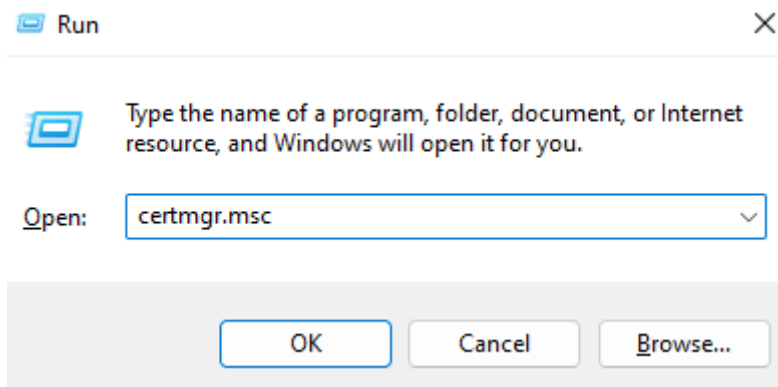 Run
Type the name of a program, folder, document, or Internet
resource, and Windows will open it for you.
Open: certmgr.msc
OK Cancel Browse...